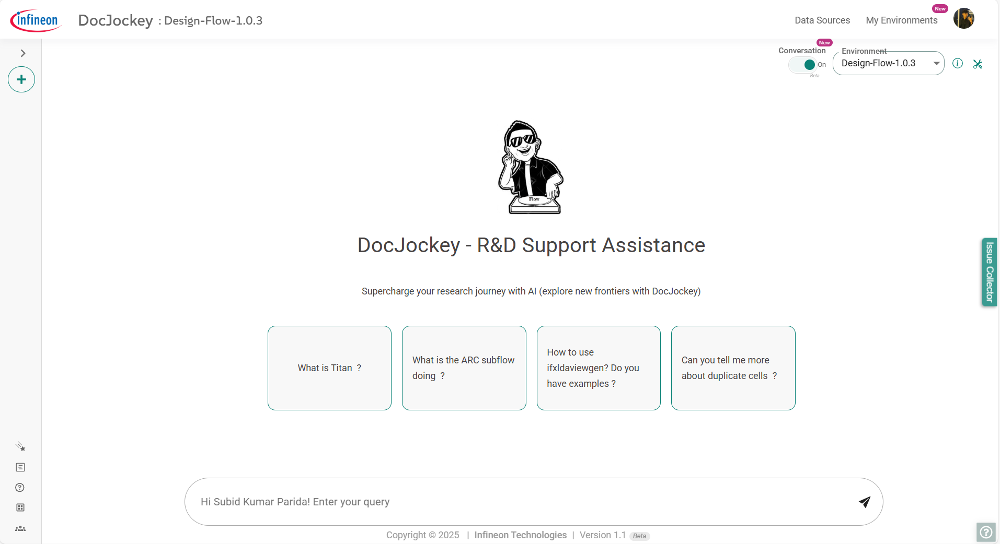 infineon
DocJockey : Design-Flow-1.0.3
Data Sources
My Environments
New
New
Conversation
On
Beta
Environment
Design-Flow-1.0.3
Flow
DocJockey - R&D Support Assistance
Supercharge your research journey with AI (explore new frontiers with DocJockey)
What is Titan ?
What is the ARC subflow
doing ?
How to use
ifxldaviewgen? Do you
have examples ?
Can you tell me more
about duplicate cells ?
Issue Collector
Hi Subid Kumar Parida! Enter your query
Copyright © 2025 | Infineon Technologies | Version 1.1 Beta